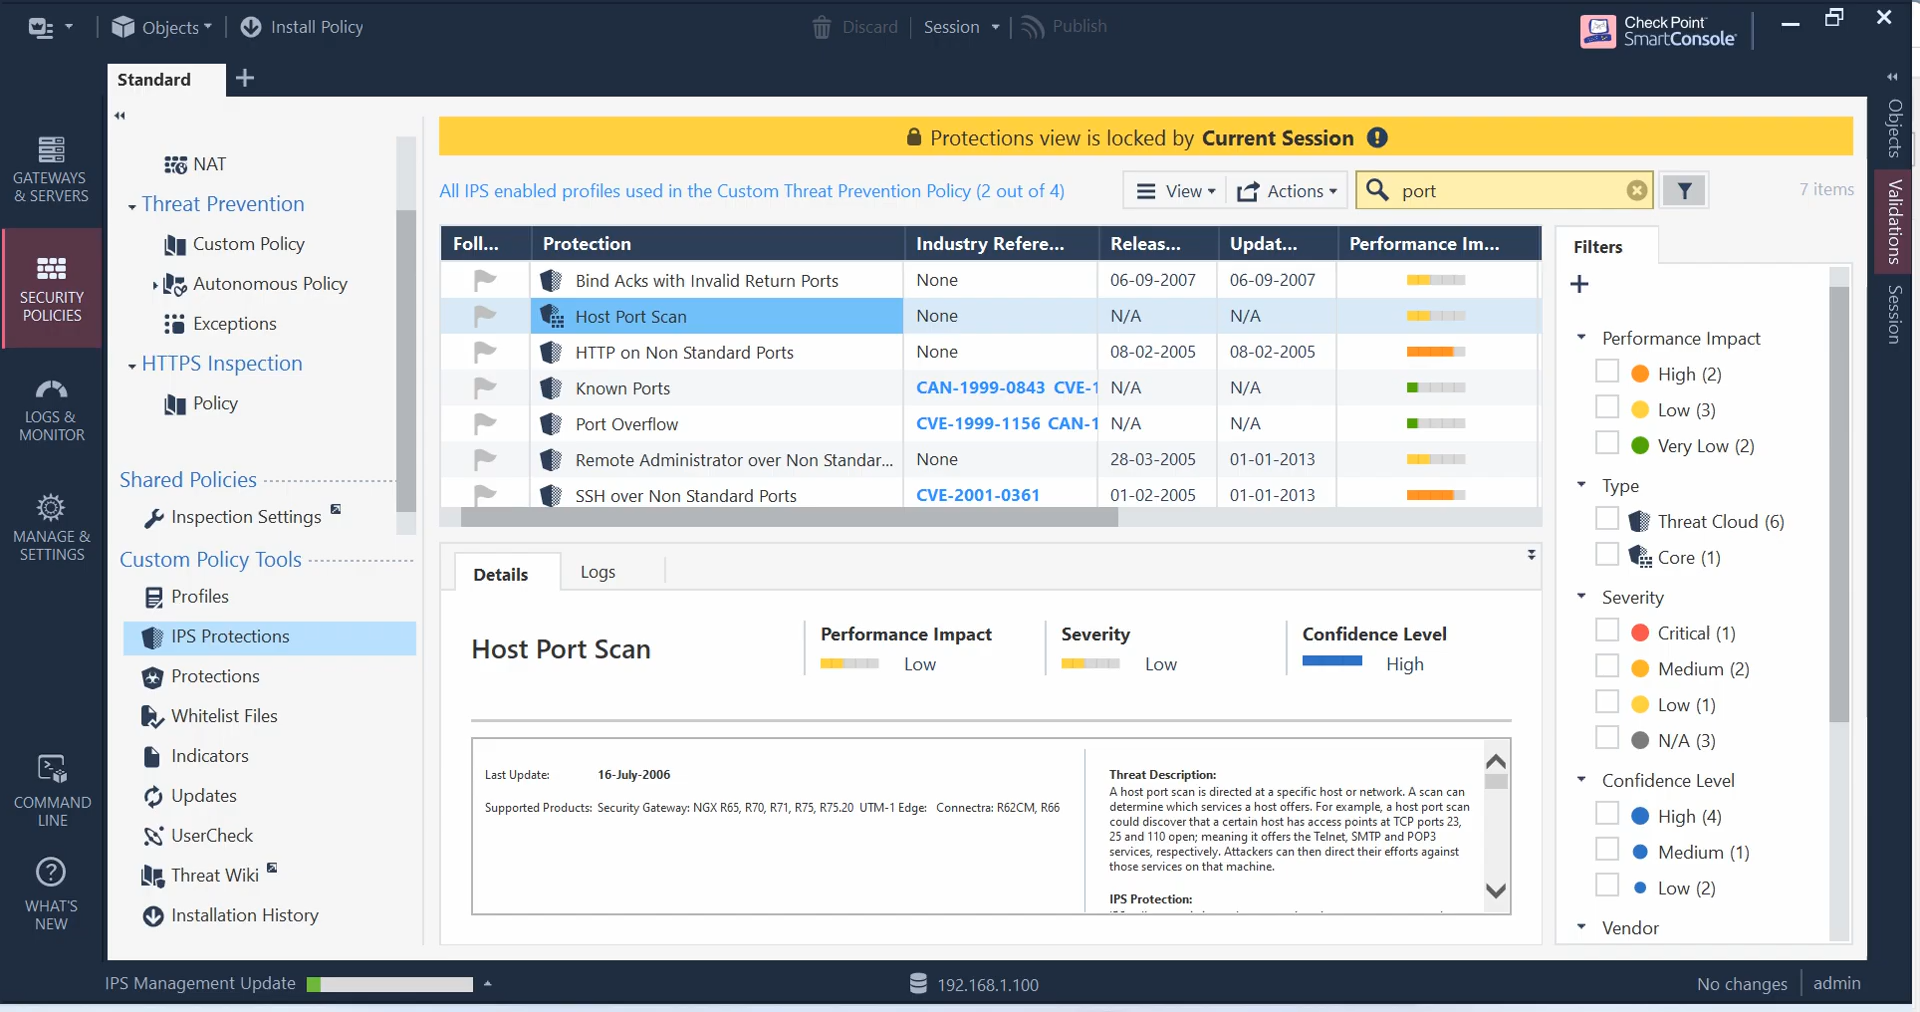 Objects
Install Policy
Discard
Session
Publish
Check Point
SmartConsole
Standard
GATEWAYS
& SERVERS
SECURITY
POLICIES
LOGS &
MONITOR
MANAGE &
SETTINGS
COMMAND
LINE
WHAT'S
NEW
NAT
Threat Prevention
Custom Policy
Autonomous Policy
Exceptions
HTTPS Inspection
Policy
Shared Policies
Inspection Settings
Custom Policy Tools
Profiles
IPS Protections
Protections
Whitelist Files
Indicators
Updates
UserCheck
Threat Wiki
Installation History
Protections view is locked by Current Session
All IPS enabled profiles used in the Custom Threat Prevention Policy (2 out of 4)
View
Actions
port
7 items
Foll... Protection Industry Refere... Releas... Updat... Performance Im...
Bind Acks with Invalid Return Ports None 06-09-2007 06-09-2007
Host Port Scan None N/A N/A
HTTP on Non Standard Ports None 08-02-2005 08-02-2005
Known Ports CAN-1999-0843 CVE-1 N/A N/A
Port Overflow CVE-1999-1156 CAN-1 N/A N/A
Remote Administrator over Non Standar... None 28-03-2005 01-01-2013
SSH over Non Standard Ports CVE-2001-0361 01-02-2005 01-01-2013
Details
Logs
Host Port Scan
Performance Impact
Low
Severity
Low
Confidence Level
High
Last Update: 16-July-2006
Supported Products: Security Gateway: NGX R65, R70, R71, R75, R75.20 UTM-1 Edge: Connectra: R62CM, R66
Threat Description:
A host port scan is directed at a specific host or network. A scan can
determine which services a host offers. For example, a host port scan
could discover that a certain host has access points at TCP ports 23,
25 and 110 open; meaning it offers the Telnet, SMTP and POP3
services, respectively. Attackers can then direct their efforts against
those services on that machine.
IPS Protection:
Filters
Performance Impact
High (2)
Low (3)
Very Low (2)
Type
Threat Cloud (6)
Core (1)
Severity
Critical (1)
Medium (2)
Low (1)
N/A (3)
Confidence Level
High (4)
Medium (1)
Low (2)
Vendor
Objects
Validations
Session
IPS Management Update
192.168.1.100
No changes
admin